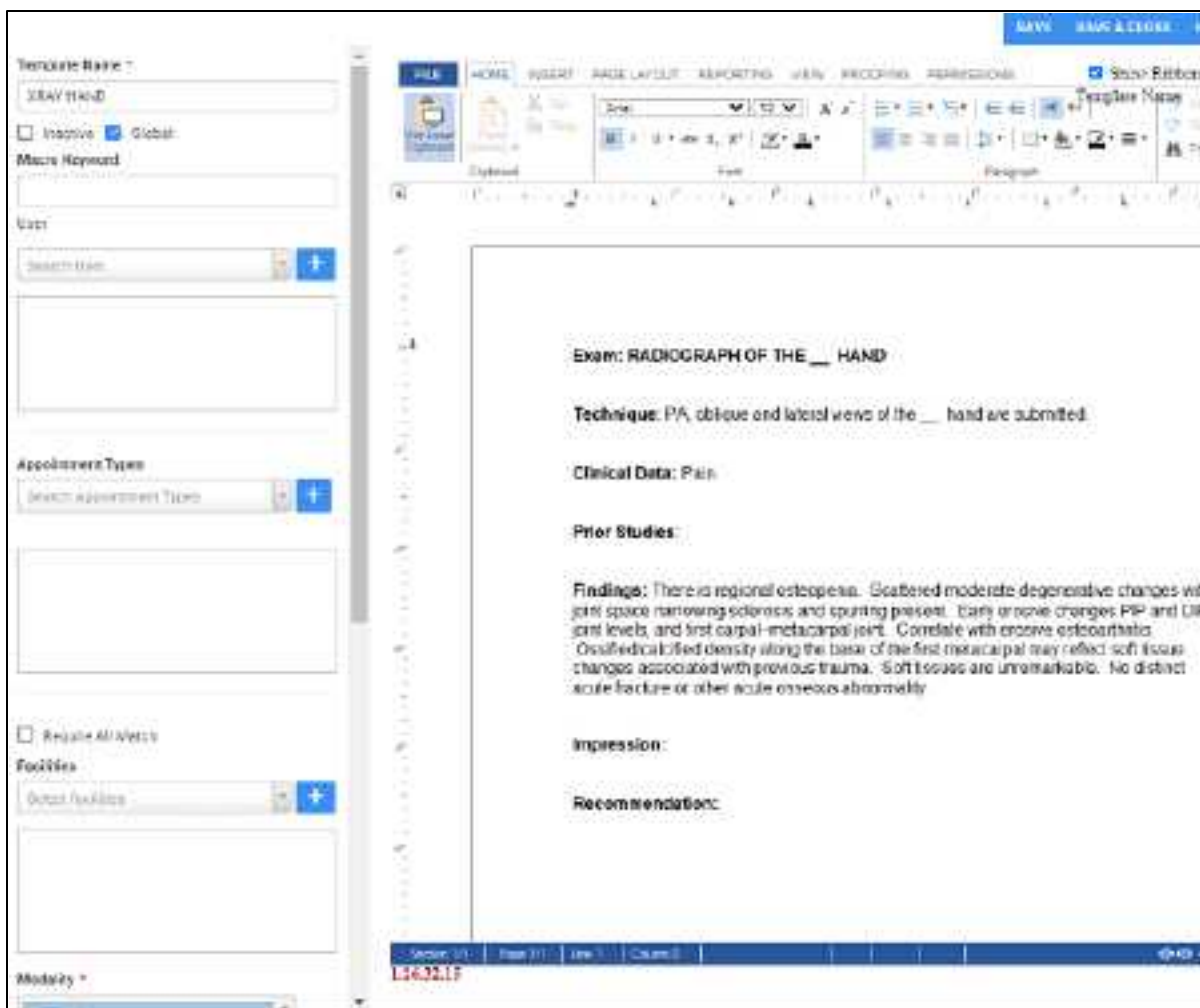 SAVE SAVE & CLOSE
Template Name *
XRAY HAND
Inactive Global
Macro Keyword
User
Search User
Appointment Types
Search Appointment Types
Require All Match
Facilities
Select Facilities
Modality *
FILE HOME INSERT PAGE LAYOUT REPORTING VIEW PROOFING PERMISSIONS Show Ribbon
Template Name
Arial
Clipboard Font Paragraph
Exam: RADIOGRAPH OF THE __ HAND
Technique: PA, oblique and lateral views of the __ hand are submitted.
Clinical Data: Pain
Prior Studies:
Findings: There is regional osteopenia. Scattered moderate degenerative changes
joint space narrowing sclerosis and spurring present. Early erosive changes PIP and
joint levels, and first carpal-metacarpal joint. Correlate with erosive osteoarthritis
Ossified/calcified density along the base of the first metacarpal may reflect soft tissue
changes associated with previous trauma. Soft tissues are unremarkable. No distinct
acute fracture or other acute osseous abnormality
Impression:
Recommendation:
Section 1/1 Page 1/1 Line 1 Column 0
1.16.32.15